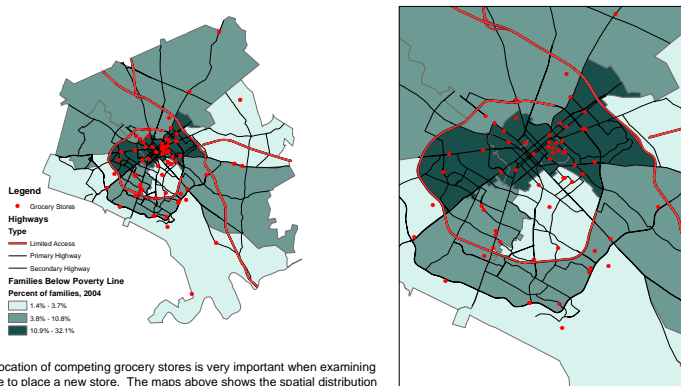 Legend
Grocery Stores
Highways
Type
Limited Access
Primary Highway
Secondary Highway
Families Below Poverty Line
Percent of families, 2004
1.4% - 3.7%
3.8% - 10.8%
10.9% - 32.1%
ocation of competing grocery stores is very important when examining
e to place a new store. The maps above shows the spatial distribution